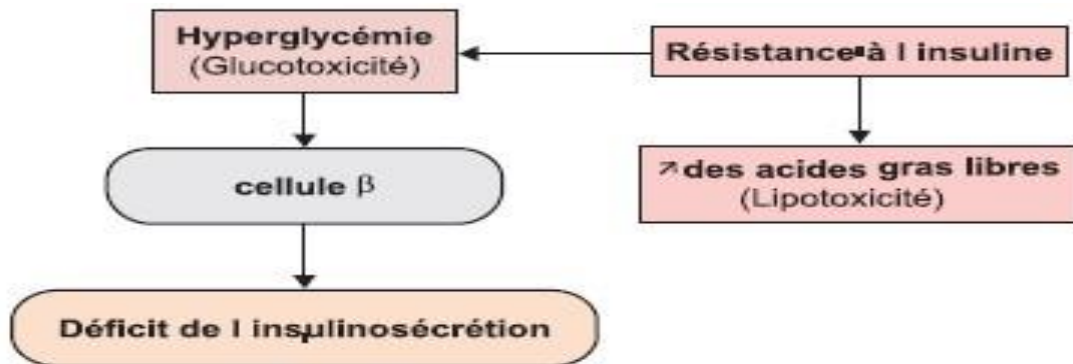 Hyperglycémie
(Glucotoxicité)
Résistance à l insuline
cellule β
↗ des acides gras libres
(Lipotoxicité)
Déficit de l insulinosécrétion